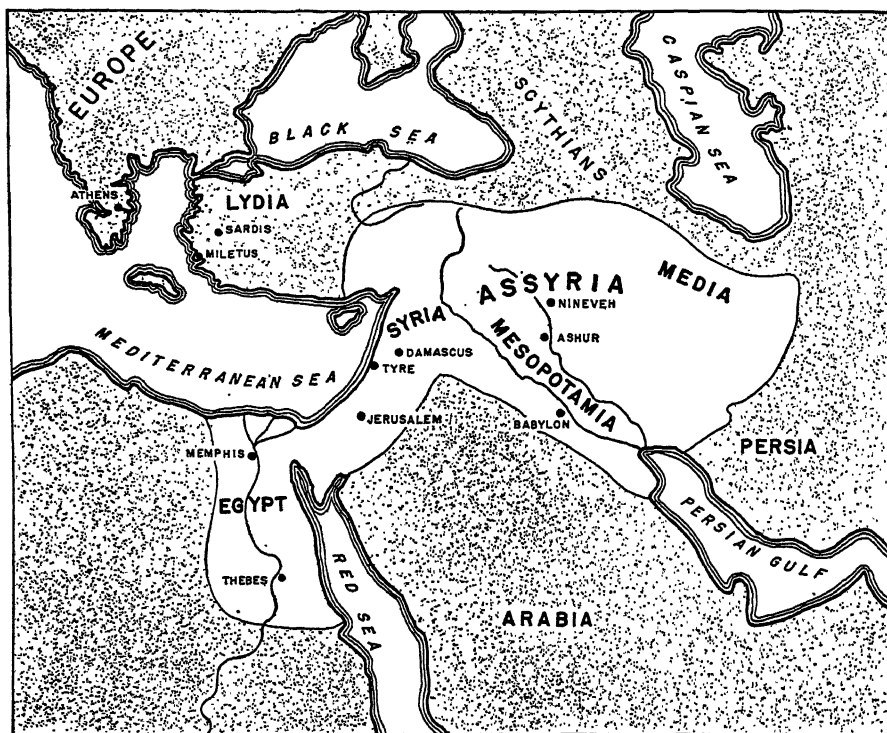 EUROPE
BLACK SEA
SCYTHIANS
CASPIAN SEA
ATHENS
LYDIA
SARDIS
MILETUS
ASSYRIA
MEDIA
NINEVEH
SYRIA
ASHUR
MESOPOTAMIA
MEDITERRANEAN SEA
DAMASCUS
TYRE
JERUSALEM
BABYLON
MEMPHIS
PERSIA
EGYPT
PERSIAN GULF
THEBES
RED SEA
ARABIA